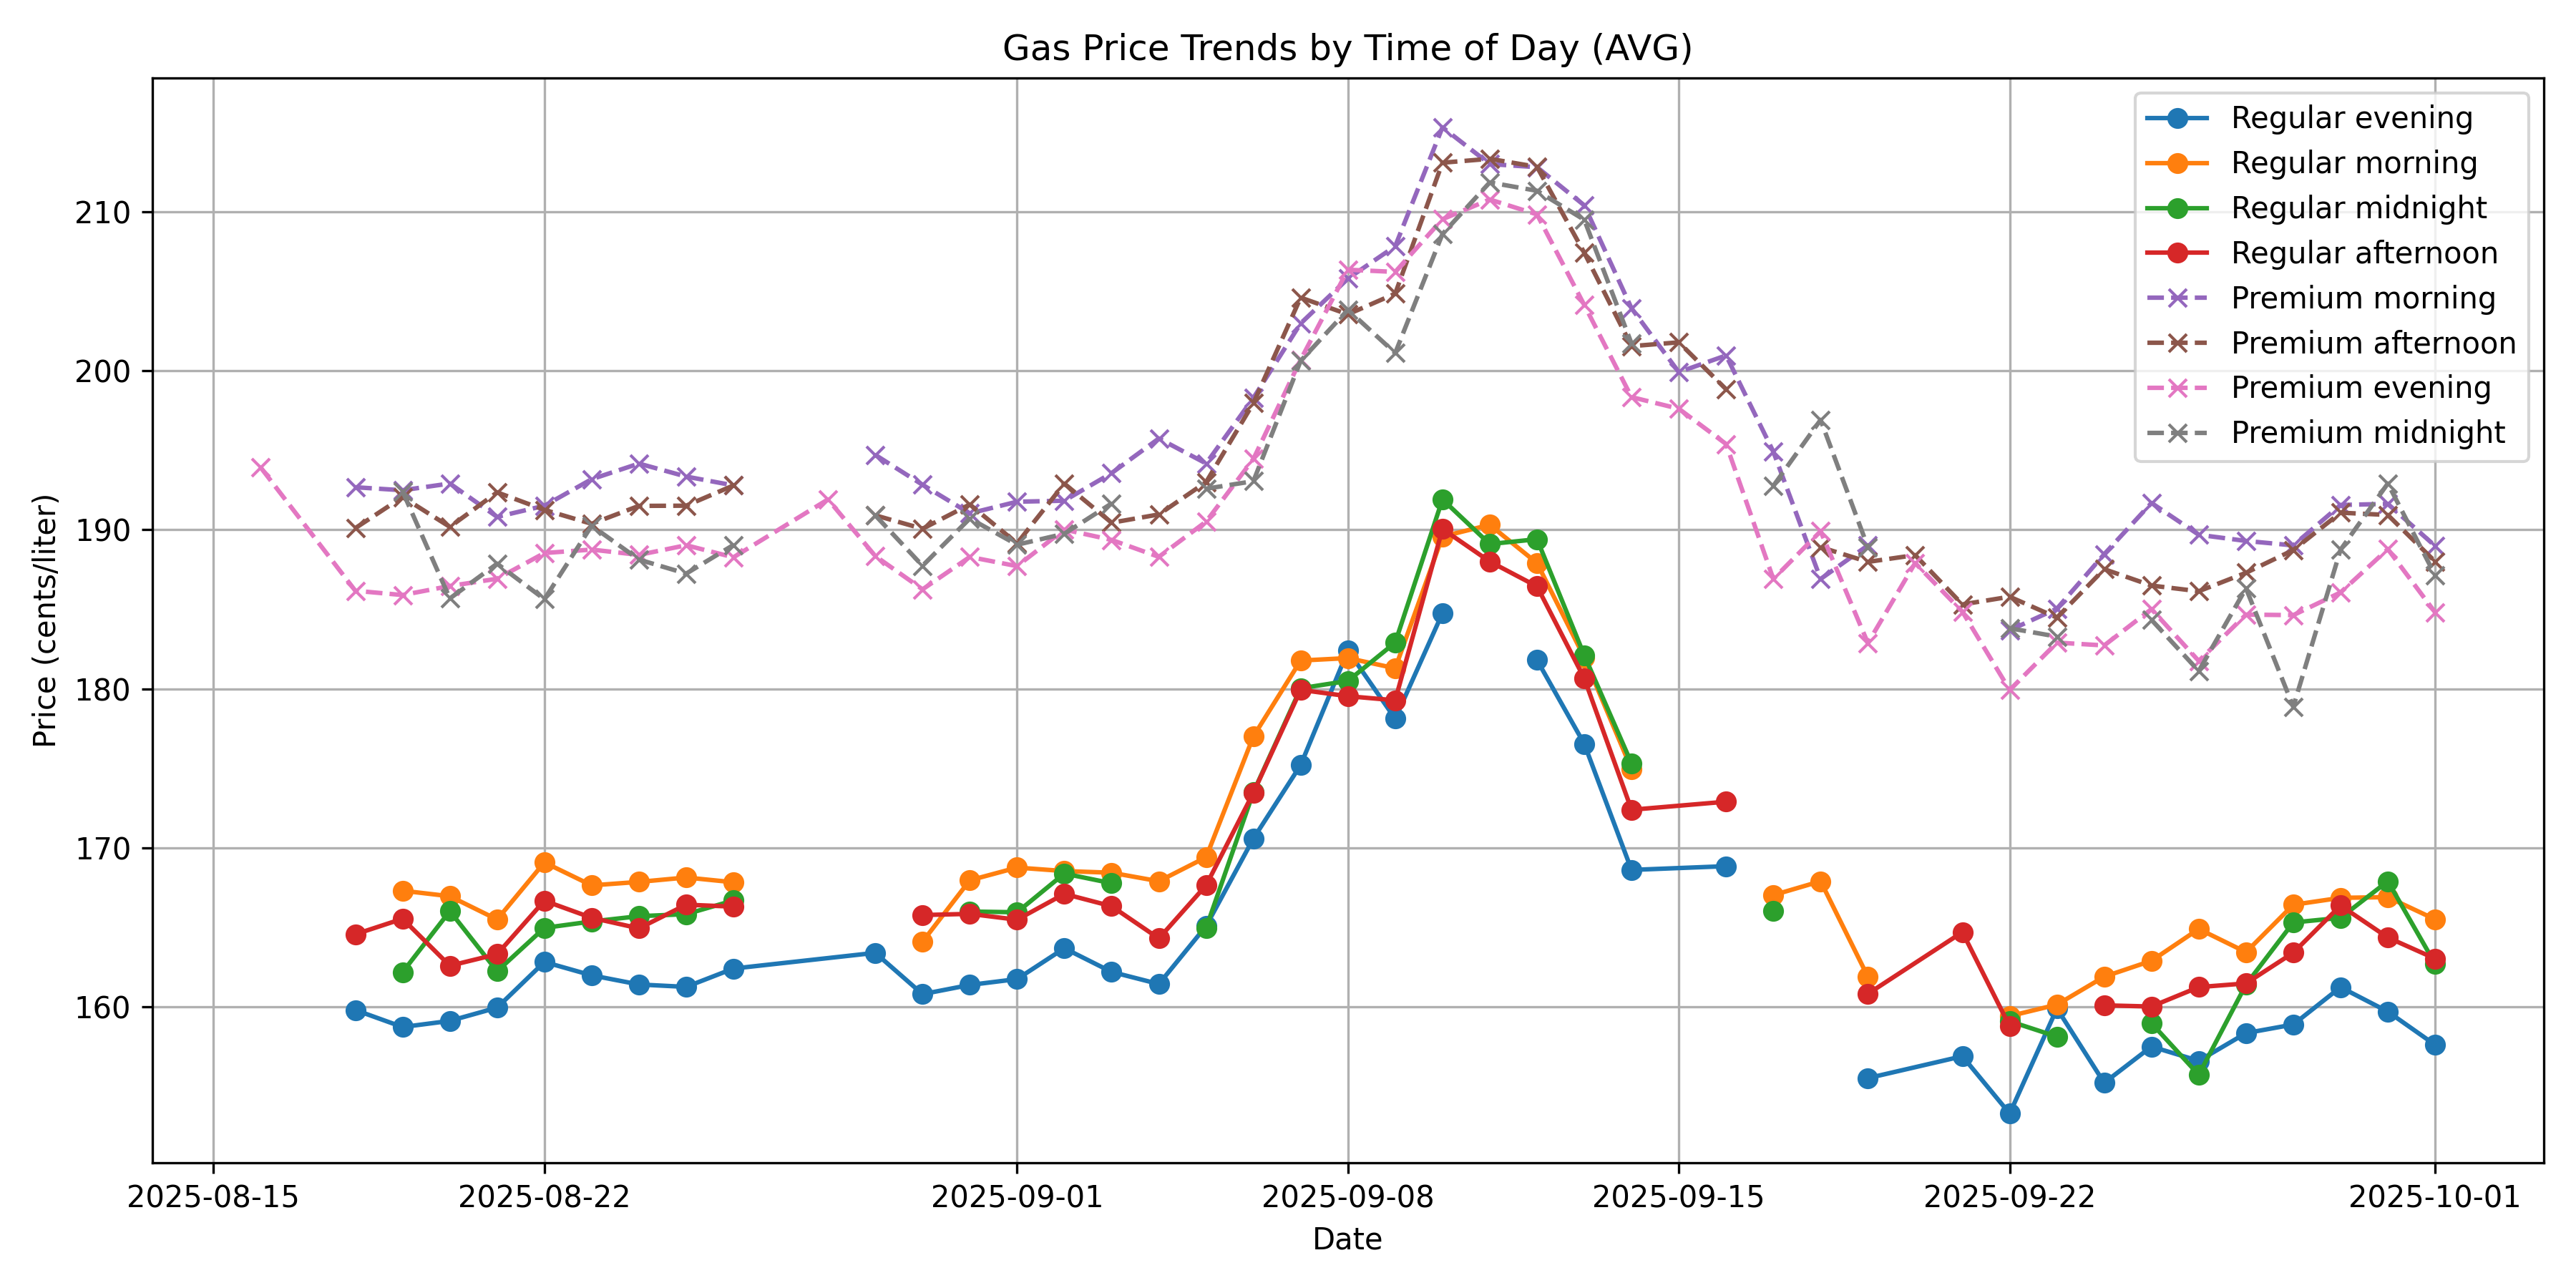 Gas Price Trends by Time of Day (AVG)
Regular evening
Regular morning
Regular midnight
Regular afternoon
Premium morning
Premium afternoon
Premium evening
Premium midnight
Price (cents/liter)
210
200
190
180
170
160
2025-08-15 2025-08-22 2025-09-01 2025-09-08 2025-09-15 2025-09-22 2025-10-01
Date